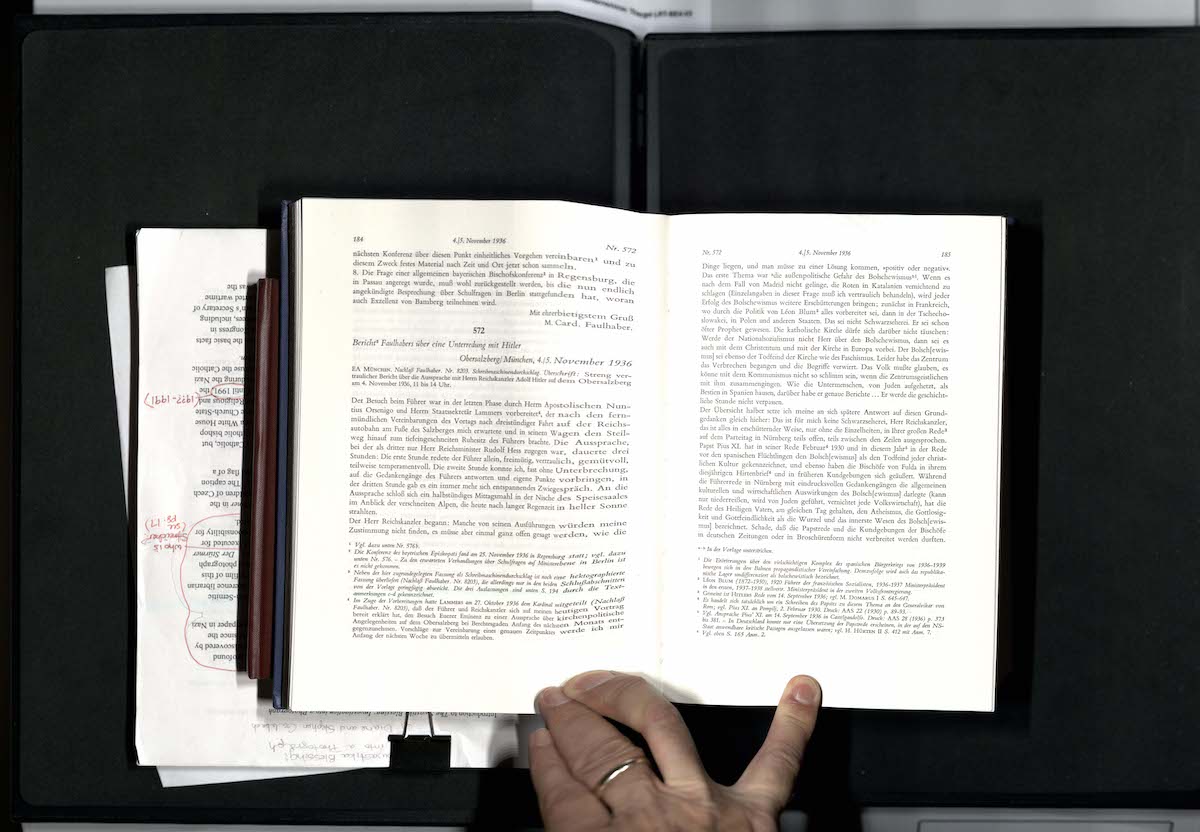 184
4./5. November 1936
Nr. 572
nächsten Konferenz über diesen Punkt einheitliches Vorgehen vereinbaren¹ und zu
diesem Zweck festes Material nach Zeit und Ort jetzt schon sammeln.
8. Die Frage einer allgemeinen bayerischen Bischofskonferenz² in Regensburg, die
in Passau angeregt wurde, muß wohl zurückgestellt werden, bis die nun endlich
angekündigte Besprechung über Schulfragen in Berlin stattgefunden hat, woran
auch Exzellenz von Bamberg teilnehmen wird.
Mit ehrerbietigstem Gruß
M. Card. Faulhaber.
572
Bericht³ Faulhabers über eine Unterredung mit Hitler
Obersalzberg/München, 4./5. November 1936
EA MÜNCHEN. Nachlaß Faulhaber. Nr. 8203. Schreibmaschinendurchschlag. Überschrift: Streng ver-
traulicher Bericht über die Aussprache mit Herrn Reichskanzler Adolf Hitler auf dem Obersalzberg
am 4. November 1936, 11 bis 14 Uhr.
Der Besuch beim Führer war in der letzten Phase durch Herrn Apostolischen Nun-
tius Orsenigo und Herrn Staatssekretär Lammers vorbereitet⁴, der nach den fern-
mündlichen Vereinbarungen des Vortags nach dreistündiger Fahrt auf der Reichs-
autobahn am Fuße des Salzberges mich erwartete und in seinem Wagen den Steil-
weg hinauf zum tiefeingeschneiten Ruhesitz des Führers brachte. Die Aussprache,
bei der als dritter nur Herr Reichsminister Rudolf Hess zugegen war, dauerte drei
Stunden: Die erste Stunde redete der Führer allein, freimütig, vertraulich, gemütvoll,
teilweise temperamentvoll. Die zweite Stunde konnte ich, fast ohne Unterbrechung,
auf die Gedankengänge des Führers antworten und eigene Punkte vorbringen, in
der dritten Stunde gab es ein immer mehr sich entspannendes Zwiegespräch. An die
Aussprache schloß sich ein halbstündiges Mittagsmahl in der Nische des Speisesaales
im Anblick der verschneiten Alpen, die heute nach langer Regenzeit in heller Sonne
strahlten.
Der Herr Reichskanzler begann: Manche von seinen Ausführungen würden meine
Zustimmung nicht finden, es müsse aber einmal ganz offen gesagt werden, wie die
¹ Vgl. dazu unten Nr. 576 I.
² Die Konferenz des bayerischen Episkopats fand am 25. November 1936 in Regensburg statt; vgl. dazu
unten Nr. 576. – Zu den erwarteten Verhandlungen über Schulfragen auf Ministerebene in Berlin ist
es nicht gekommen.
³ Neben der hier zugrundegelegten Fassung als Schreibmaschinendurchschlag ist noch eine hektographierte
Fassung überliefert (Nachlaß Faulhaber. Nr. 8203), die allerdings nur in den beiden Schlußabschnitten
von der Vorlage geringfügig abweicht. Die drei Auslassungen sind unten S. 194 durch die Text-
anmerkungen c-d gekennzeichnet.
⁴ Im Zuge der Vorbereitungen hatte LAMMERS am 27. Oktober 1936 dem Kardinal mitgeteilt (Nachlaß
Faulhaber. Nr. 8203), daß der Führer und Reichskanzler sich auf meinen heutigen Vortrag
bereit erklärt hat, den Besuch Eurer Eminenz zu einer Aussprache über kirchenpolitische
Angelegenheiten auf dem Obersalzberg bei Berchtesgaden Anfang des nächsten Monats ent-
gegenzunehmen. Vorschläge zur Vereinbarung eines genauen Zeitpunktes werde ich mir
Anfang der nächsten Woche zu übermitteln erlauben.
Nr. 572
4./5. November 1936
185
Dinge liegen, und man müsse zu einer Lösung kommen, »positiv oder negativ«.
Das erste Thema war »die außenpolitische Gefahr des Bolschewismus¹«. Wenn es
nach dem Fall von Madrid nicht gelinge, die Roten in Katalanien vernichtend zu
schlagen (Einzelangaben in dieser Frage muß ich vertraulich behandeln), wird jeder
Erfolg des Bolschewismus weitere Erschütterungen bringen; zunächst in Frankreich,
wo durch die Politik von Léon Blum² alles vorbereitet sei, dann in der Tschecho-
slowakei, in Polen und anderen Staaten. Das sei nicht Schwarzseherei. Er sei schon
öfter Prophet gewesen. Die katholische Kirche dürfe sich darüber nicht täuschen:
Werde der Nationalsozialismus nicht Herr über den Bolschewismus, dann sei es
auch mit dem Christentum und mit der Kirche in Europa vorbei. Der Bolsch[ewis-
mus] sei ebenso der Todfeind der Kirche wie des Faschismus. Leider habe das Zentrum
das Verbrechen begangen und die Begriffe verwirrt. Das Volk mußte glauben, es
könne mit dem Kommunismus nicht so schlimm sein, wenn die Zentrumsgeistlichen
mit ihm zusammengingen. Wie die Untermenschen, von Juden aufgehetzt, als
Bestien in Spanien hausten, darüber habe er genaue Berichte ... Er werde die geschicht-
liche Stunde nicht verpassen.
Der Übersicht halber setze ich meine an sich spätere Antwort auf diesen Grund-
gedanken gleich hieher: Das ist für mich keine Schwarzseherei, Herr Reichskanzler,
das ist alles in erschütternder Weise, nur ohne die Einzelheiten, in Ihrer großen Rede³
auf dem Parteitag in Nürnberg teils offen, teils zwischen den Zeilen ausgesprochen.
Papst Pius XI. hat in seiner Rede Februar⁴ 1930 und in diesem Jahr⁵ in der Rede
vor den spanischen Flüchtlingen den Bolsch[ewismus] als den Todfeind jeder christ-
lichen Kultur gekennzeichnet, und ebenso haben die Bischöfe von Fulda in ihrem
diesjährigen Hirtenbrief⁶ und in früheren Kundgebungen sich geäußert. Während
die Führerrede in Nürnberg mit eindrucksvollen Gedankengängen die allgemeinen
kulturellen und wirtschaftlichen Auswirkungen des Bolsch[ewismus] darlegte (kann
nur niederreißen, wird von Juden geführt, vernichtet jede Volkswirtschaft), hat die
Rede des Heiligen Vaters, am gleichen Tag gehalten, den Atheismus, die Gottlosig-
keit und Gottfeindlichkeit als die Wurzel und das innerste Wesen des Bolsch[ewis-
mus] bezeichnet. Schade, daß die Papstrede und die Kundgebungen der Bischöfe
in deutschen Zeitungen oder in Broschürenform nicht verbreitet werden durften.
In der Vorlage unterstrichen.
¹ Die Erörterungen über den vielschichtigen Komplex des spanischen Bürgerkriegs von 1936-1939
bewegen sich in den Bahnen propagandistischer Vereinfachung. Demzufolge wird auch das republika-
nische Lager undifferenziert als bolschewistisch bezeichnet.
² LÉON BLUM (1872-1950), 1920 Führer der französischen Sozialisten, 1936-1937 Ministerpräsident
in den ersten, 1937-1938 stellvertr. Ministerpräsident in der zweiten Volksfrontregierung.
³ Gemeint ist HITLERS Rede vom 14. September 1936; vgl. M. DOMARUS I S. 645-647.
⁴ Es handelt sich tatsächlich um ein Schreiben des Papstes zu diesem Thema an den Generalvikar von
Rom; vgl. Pius XI. an Pompilj, 2. Februar 1930. Druck: AAS 22 (1930) p. 89-93.
⁵ Vgl. Ansprache Pius' XI. am 14. September 1936 in Castelgandolfo. Druck: AAS 28 (1936) p. 373
bis 381. – In Deutschland konnte nur eine Übersetzung der Papstrede erscheinen, in der auf den NS-
Staat anwendbare kritische Passagen ausgelassen waren; vgl. H. HÜRTEN II S. 412 mit Anm. 7.
⁶ Vgl. oben S. 163 Anm. 2.